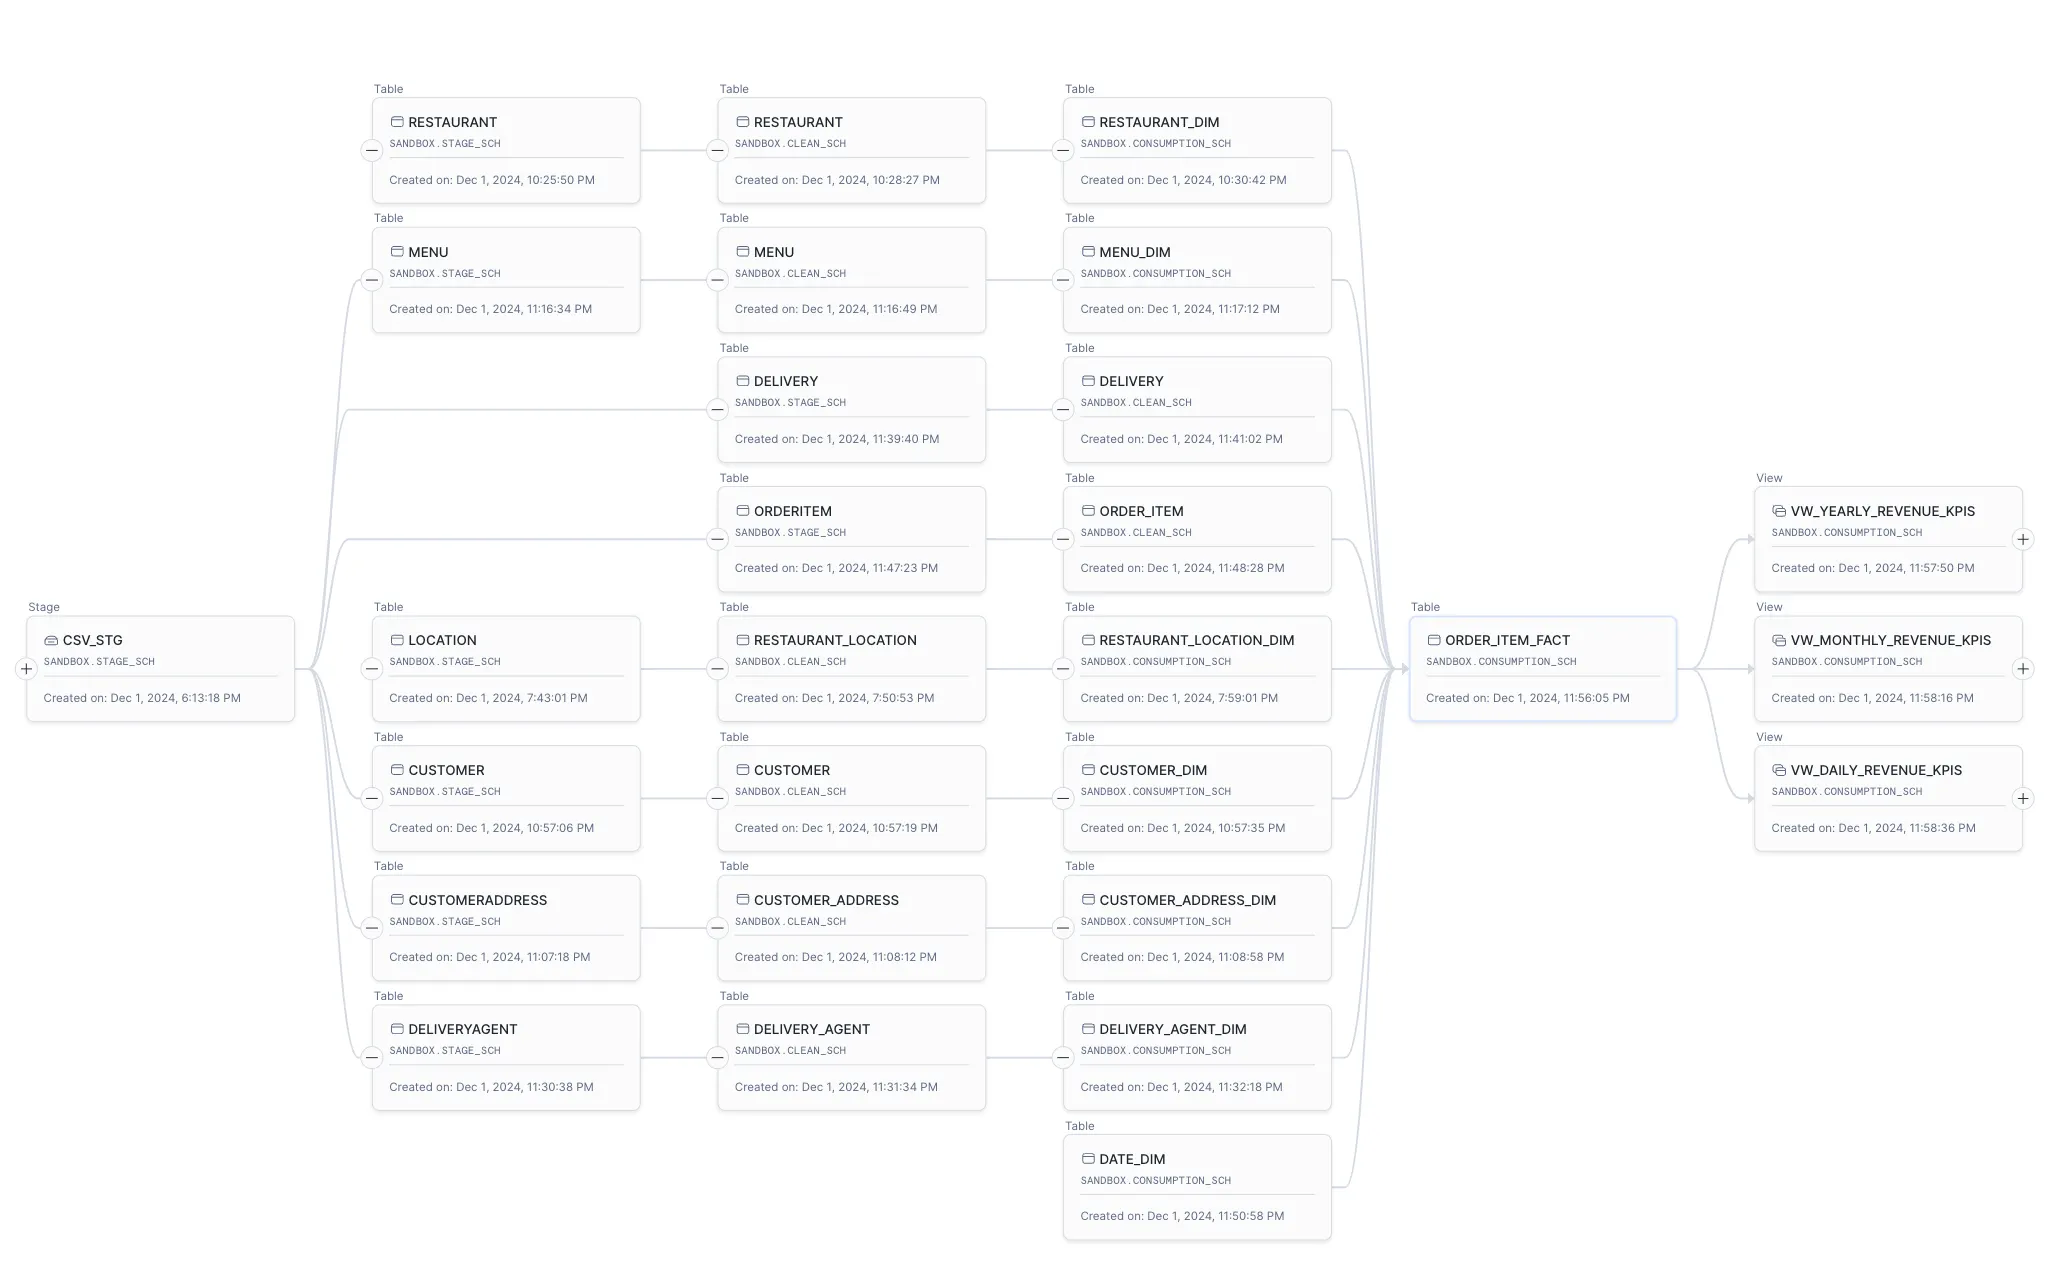 Table
RESTAURANT
SANDBOX.STAGE_SCH
Created on: Dec 1, 2024, 10:25:50 PM
Table
RESTAURANT
SANDBOX.CLEAN_SCH
Created on: Dec 1, 2024, 10:28:27 PM
Table
RESTAURANT_DIM
SANDBOX.CONSUMPTION_SCH
Created on: Dec 1, 2024, 10:30:42 PM
Table
MENU
SANDBOX.STAGE_SCH
Created on: Dec 1, 2024, 11:16:34 PM
Table
MENU
SANDBOX.CLEAN_SCH
Created on: Dec 1, 2024, 11:16:49 PM
Table
MENU_DIM
SANDBOX.CONSUMPTION_SCH
Created on: Dec 1, 2024, 11:17:12 PM
Table
DELIVERY
SANDBOX.STAGE_SCH
Created on: Dec 1, 2024, 11:39:40 PM
Table
DELIVERY
SANDBOX.CLEAN_SCH
Created on: Dec 1, 2024, 11:41:02 PM
Table
ORDERITEM
SANDBOX.STAGE_SCH
Created on: Dec 1, 2024, 11:47:23 PM
Table
ORDER_ITEM
SANDBOX.CLEAN_SCH
Created on: Dec 1, 2024, 11:48:28 PM
View
VW_YEARLY_REVENUE_KPIS
SANDBOX.CONSUMPTION_SCH
Created on: Dec 1, 2024, 11:57:50 PM
Stage
CSV_STG
SANDBOX.STAGE_SCH
Created on: Dec 1, 2024, 6:13:18 PM
Table
LOCATION
SANDBOX.STAGE_SCH
Created on: Dec 1, 2024, 7:43:01 PM
Table
RESTAURANT_LOCATION
SANDBOX.CLEAN_SCH
Created on: Dec 1, 2024, 7:50:53 PM
Table
RESTAURANT_LOCATION_DIM
SANDBOX.CONSUMPTION_SCH
Created on: Dec 1, 2024, 7:59:01 PM
Table
ORDER_ITEM_FACT
SANDBOX.CONSUMPTION_SCH
Created on: Dec 1, 2024, 11:56:05 PM
View
VW_MONTHLY_REVENUE_KPIS
SANDBOX.CONSUMPTION_SCH
Created on: Dec 1, 2024, 11:58:16 PM
Table
CUSTOMER
SANDBOX.STAGE_SCH
Created on: Dec 1, 2024, 10:57:06 PM
Table
CUSTOMER
SANDBOX.CLEAN_SCH
Created on: Dec 1, 2024, 10:57:19 PM
Table
CUSTOMER_DIM
SANDBOX.CONSUMPTION_SCH
Created on: Dec 1, 2024, 10:57:35 PM
View
VW_DAILY_REVENUE_KPIS
SANDBOX.CONSUMPTION_SCH
Created on: Dec 1, 2024, 11:58:36 PM
Table
CUSTOMERADDRESS
SANDBOX.STAGE_SCH
Created on: Dec 1, 2024, 11:07:18 PM
Table
CUSTOMER_ADDRESS
SANDBOX.CLEAN_SCH
Created on: Dec 1, 2024, 11:08:12 PM
Table
CUSTOMER_ADDRESS_DIM
SANDBOX.CONSUMPTION_SCH
Created on: Dec 1, 2024, 11:08:58 PM
Table
DELIVERYAGENT
SANDBOX.STAGE_SCH
Created on: Dec 1, 2024, 11:30:38 PM
Table
DELIVERY_AGENT
SANDBOX.CLEAN_SCH
Created on: Dec 1, 2024, 11:31:34 PM
Table
DELIVERY_AGENT_DIM
SANDBOX.CONSUMPTION_SCH
Created on: Dec 1, 2024, 11:32:18 PM
Table
DATE_DIM
SANDBOX.CONSUMPTION_SCH
Created on: Dec 1, 2024, 11:50:58 PM